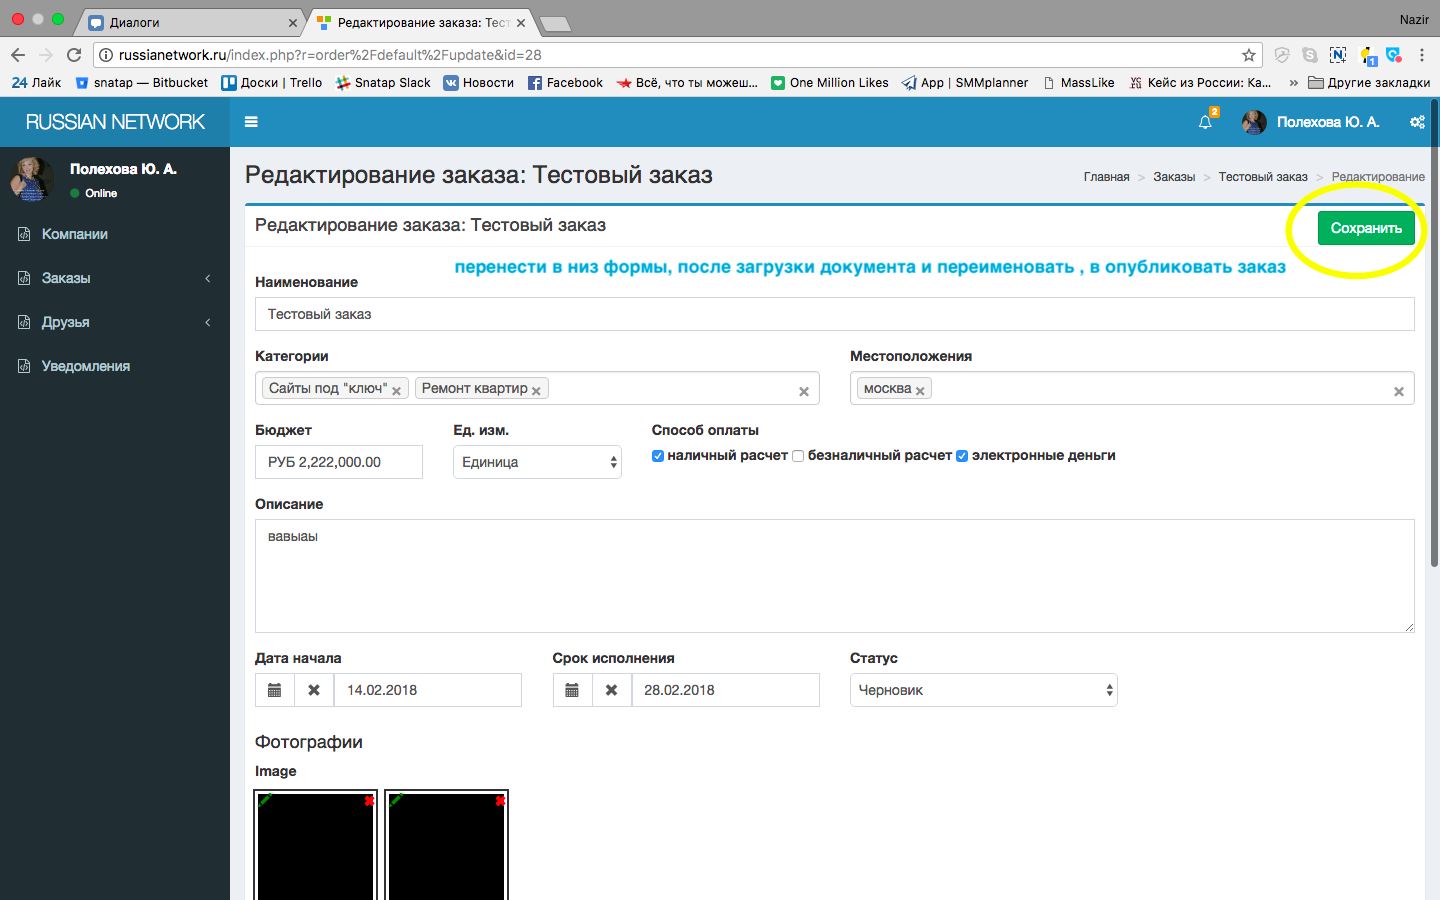 Диалоги
Редактирование заказа: Тест
Nazir
russianetwork.ru/index.php?r=order%2Fdefault%2Fupdate&id=28
24 Лайк
snatap — Bitbucket
Доски | Trello
Snatap Slack
Новости
Facebook
Всё, что ты можеш...
One Million Likes
App | SMMplanner
MassLike
Кейс из России: Ка...
»
Другие закладки
RUSSIAN NETWORK
2
Полехова Ю. А.
Полехова Ю. А.
Online
Компании
Заказы
Друзья
Уведомления
Редактирование заказа: Тестовый заказ
Главная > Заказы > Тестовый заказ > Редактирование
Редактирование заказа: Тестовый заказ
Сохранить
перенести в низ формы, после загрузки документа и переименовать , в опубликовать заказ
Наименование
Тестовый заказ
Категории
Местоположения
Сайты под "ключ" × Ремонт квартир ×
москва ×
Бюджет
Ед. изм.
Способ оплаты
РУБ 2,222,000.00
Единица
наличный расчет безналичный расчет электронные деньги
Описание
вавыаы
Дата начала
Срок исполнения
Статус
14.02.2018
28.02.2018
Черновик
Фотографии
Image